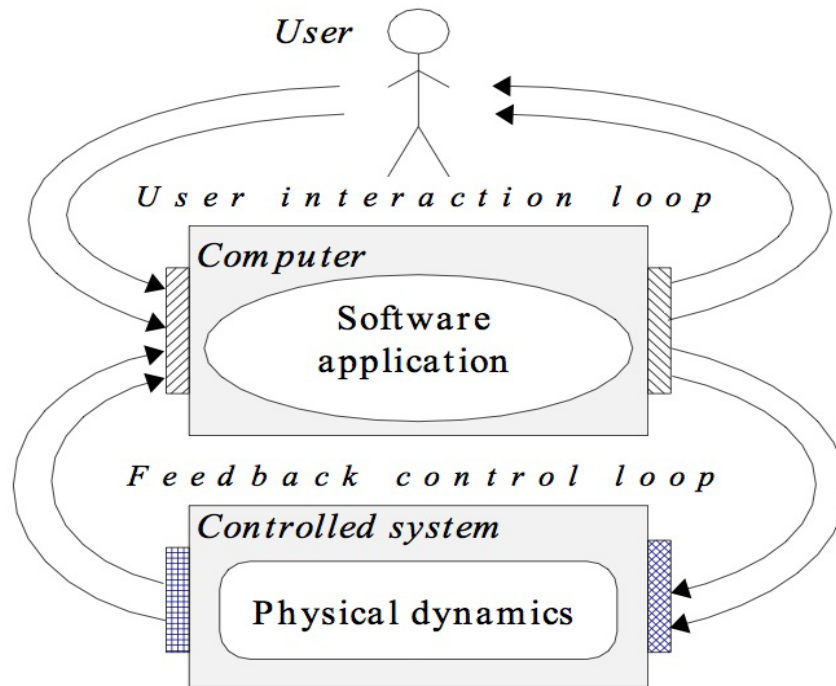 User
User interaction loop
Computer
Software
application
Feedback control loop
Controlled system
Physical dynamics